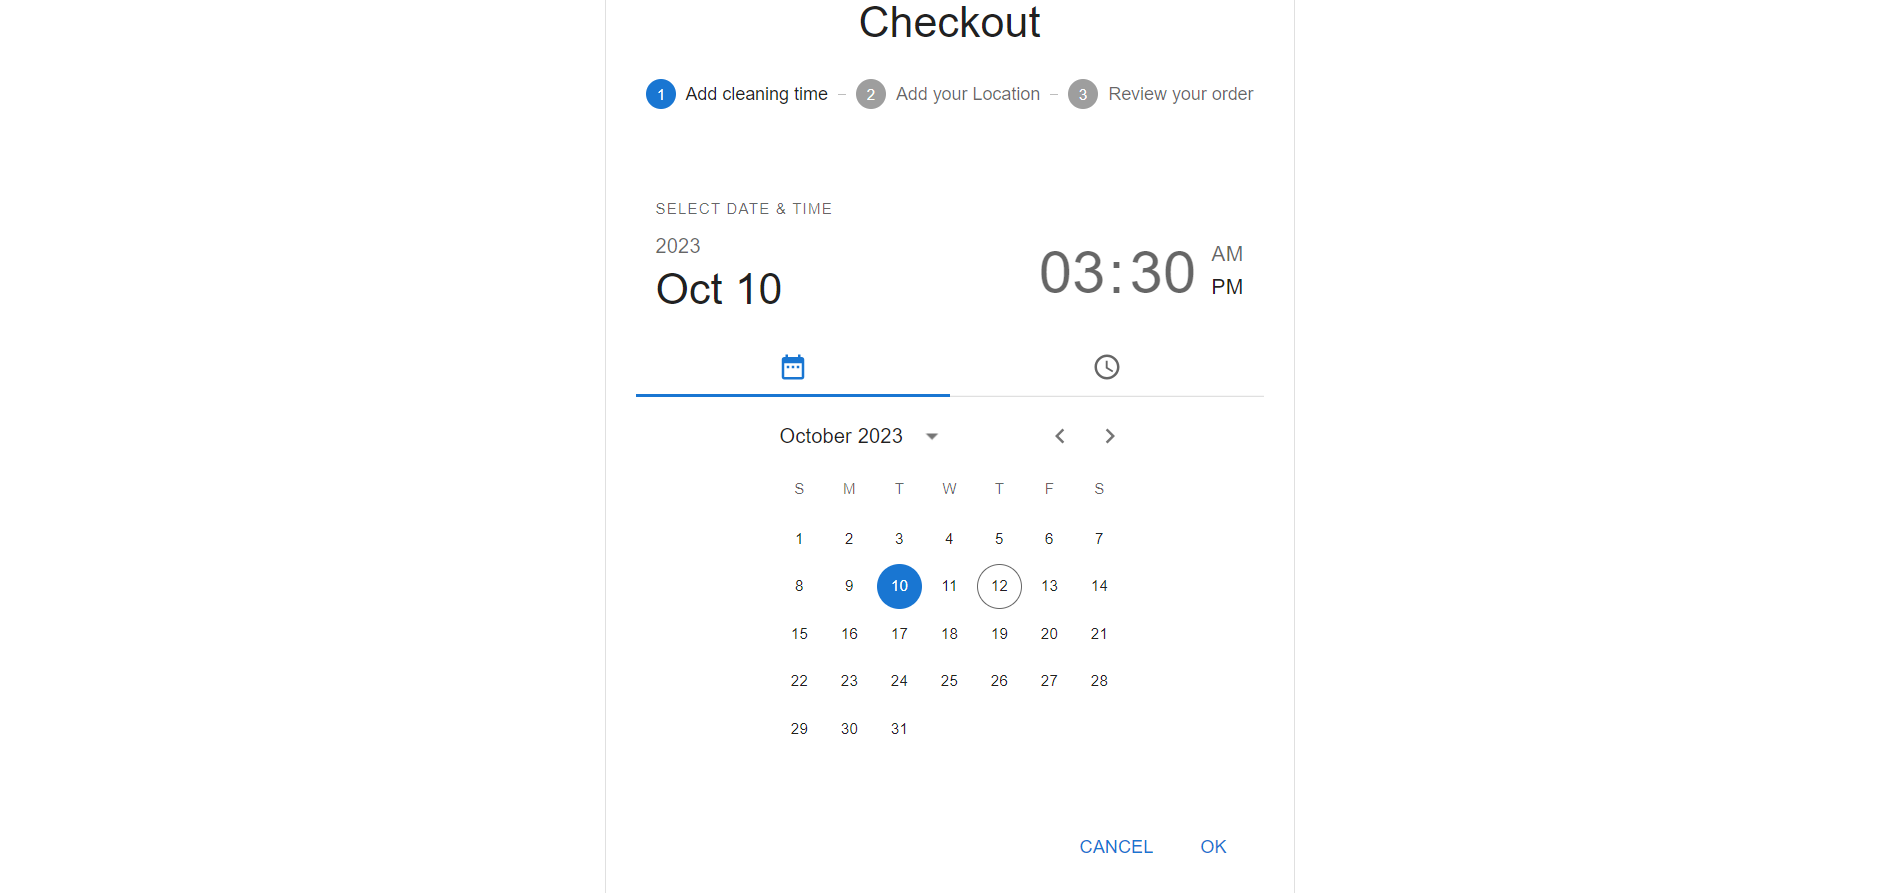 Checkout
1 Add cleaning time – 2 Add your Location – 3 Review your order
SELECT DATE & TIME
2023
Oct 10
03:30
AM
PM
October 2023
S M T W T F S
1 2 3 4 5 6 7
8 9 10 11 12 13 14
15 16 17 18 19 20 21
22 23 24 25 26 27 28
29 30 31
CANCEL OK